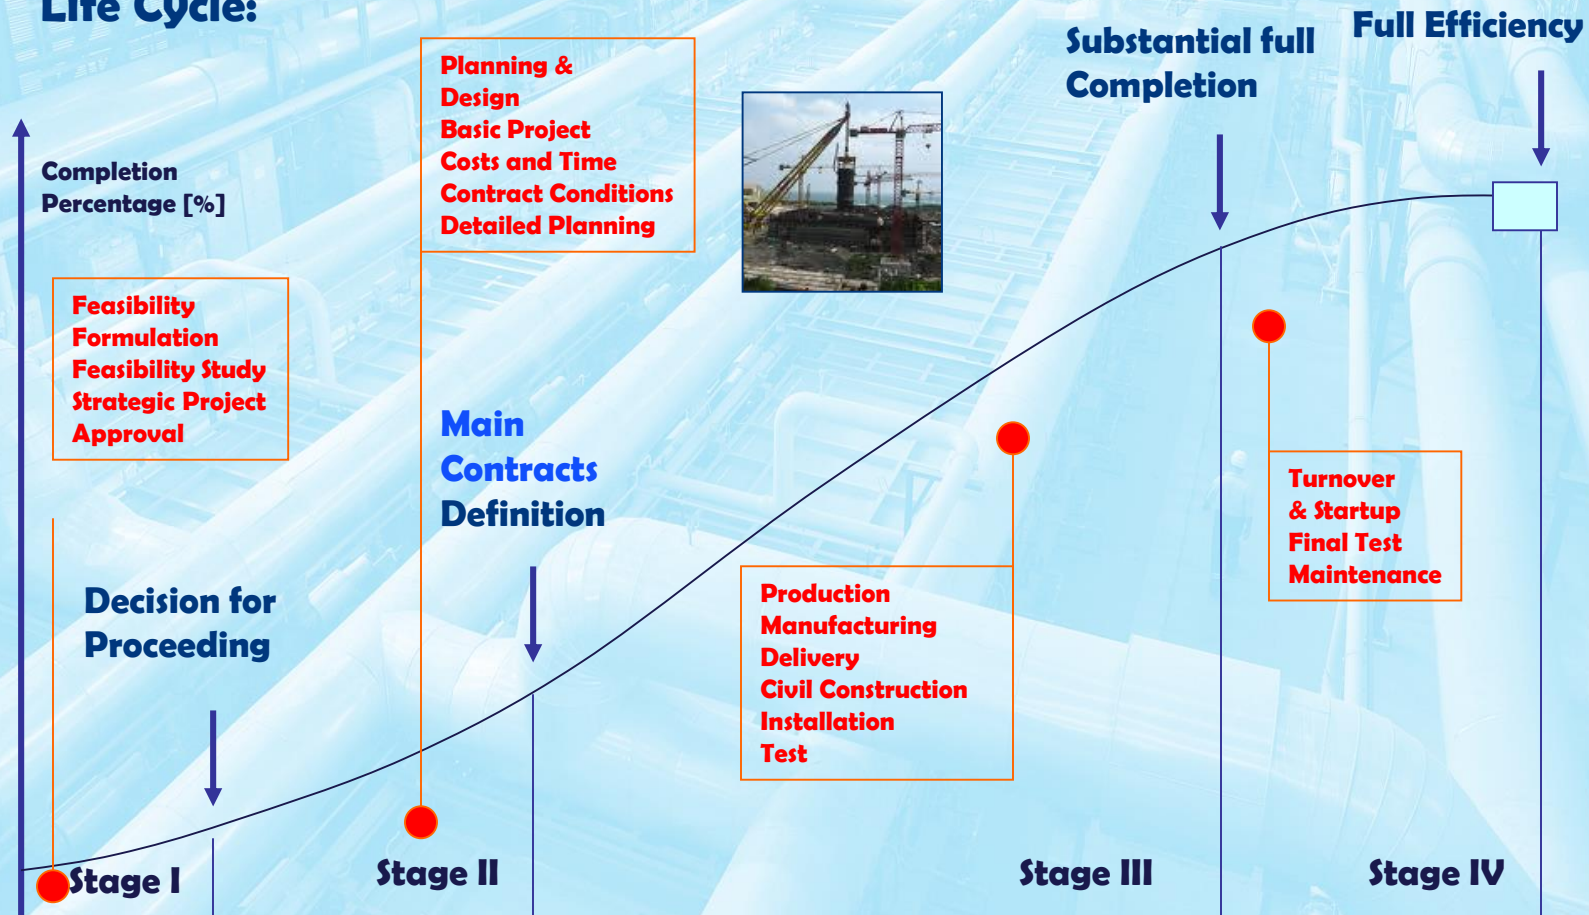 Life Cycle:
Full Efficiency
Substantial full
Completion
Planning &
Design
Basic Project
Costs and Time
Contract Conditions
Detailed Planning
Completion
Percentage [%]
Feasibility
Formulation
Feasibility Study
Strategic Project
Approval
Main
Contracts
Definition
Turnover
& Startup
Final Test
Maintenance
Decision for
Proceeding
Production
Manufacturing
Delivery
Civil Construction
Installation
Test
Stage I
Stage II
Stage III
Stage IV